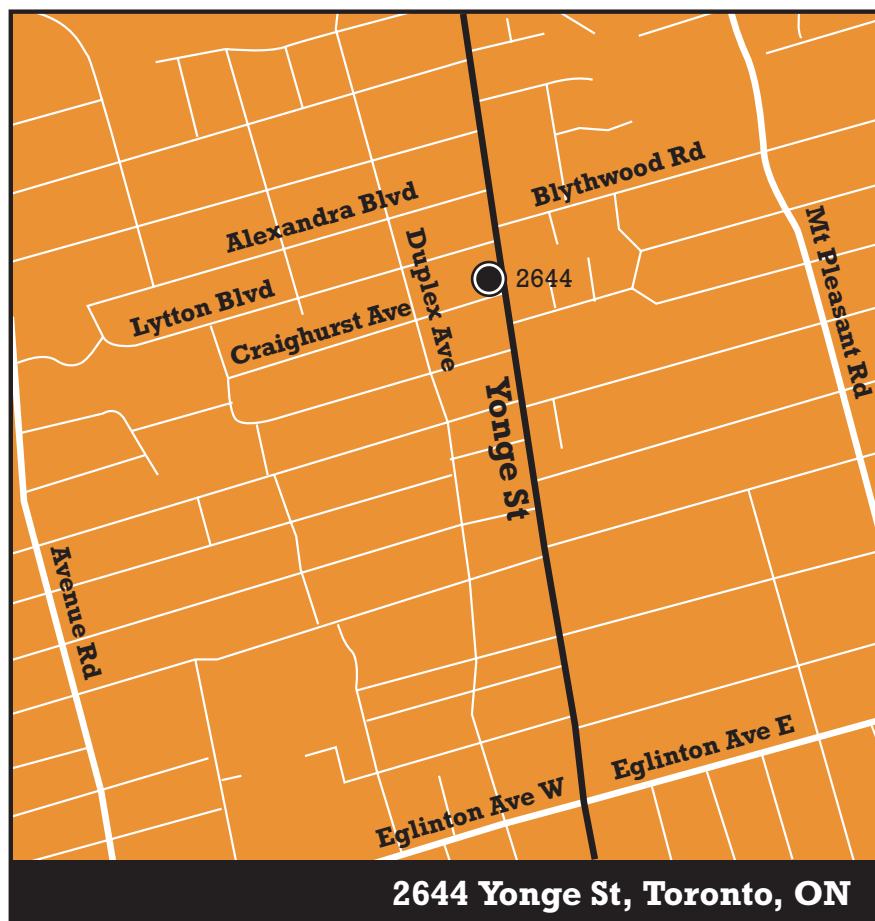 Blythwood Rd
Alexandra Blvd
Mt Pleasant Rd
Duplex Ave
2644
Lytton Blvd
Craighurst Ave
Yonge St
Avenue Rd
Eglinton Ave E
Eglinton Ave W
2644 Yonge St, Toronto, ON